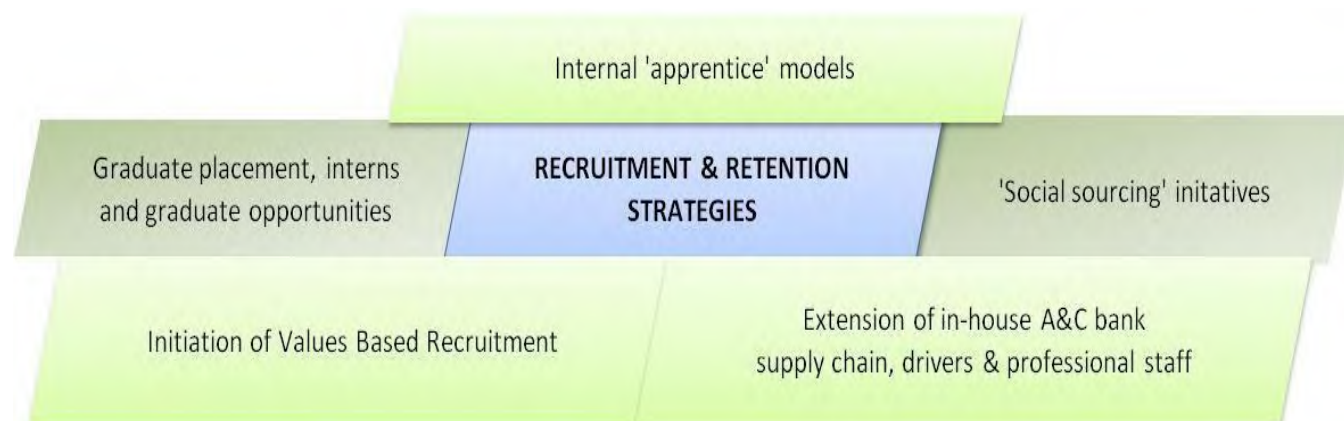 Internal 'apprentice' models
Graduate placement, interns
and graduate opportunities
RECRUITMENT & RETENTION
STRATEGIES
'Social sourcing' initatives
Initiation of Values Based Recruitment
Extension of in-house A&C bank
supply chain, drivers & professional staff